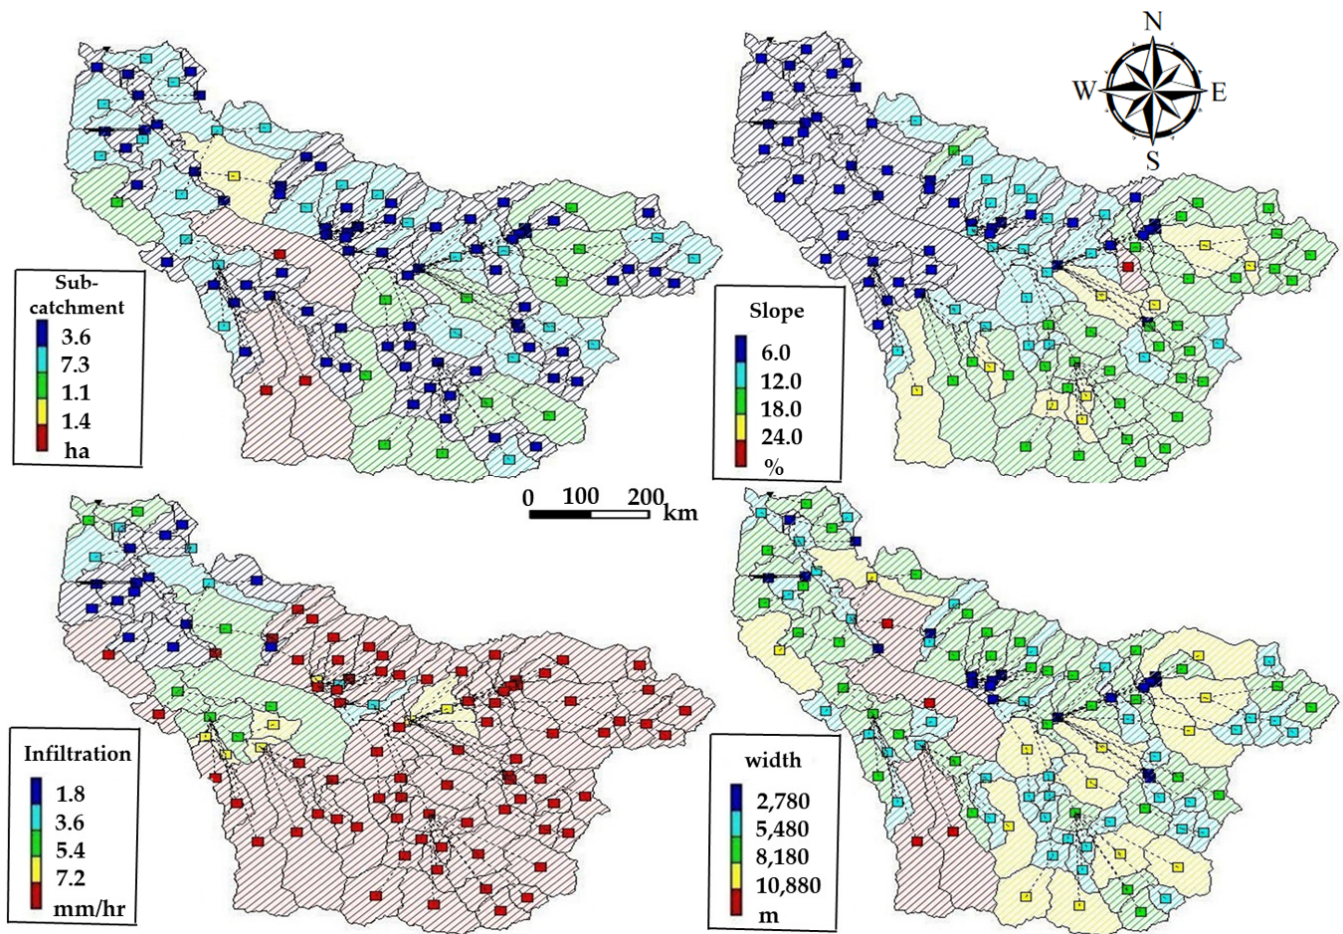 N
W E
S
Sub-
catchment
3.6
7.3
1.1
1.4
ha
Slope
6.0
12.0
18.0
24.0
%
0 100 200
km
Infiltration
1.8
3.6
5.4
7.2
mm/hr
width
2,780
5,480
8,180
10,880
m